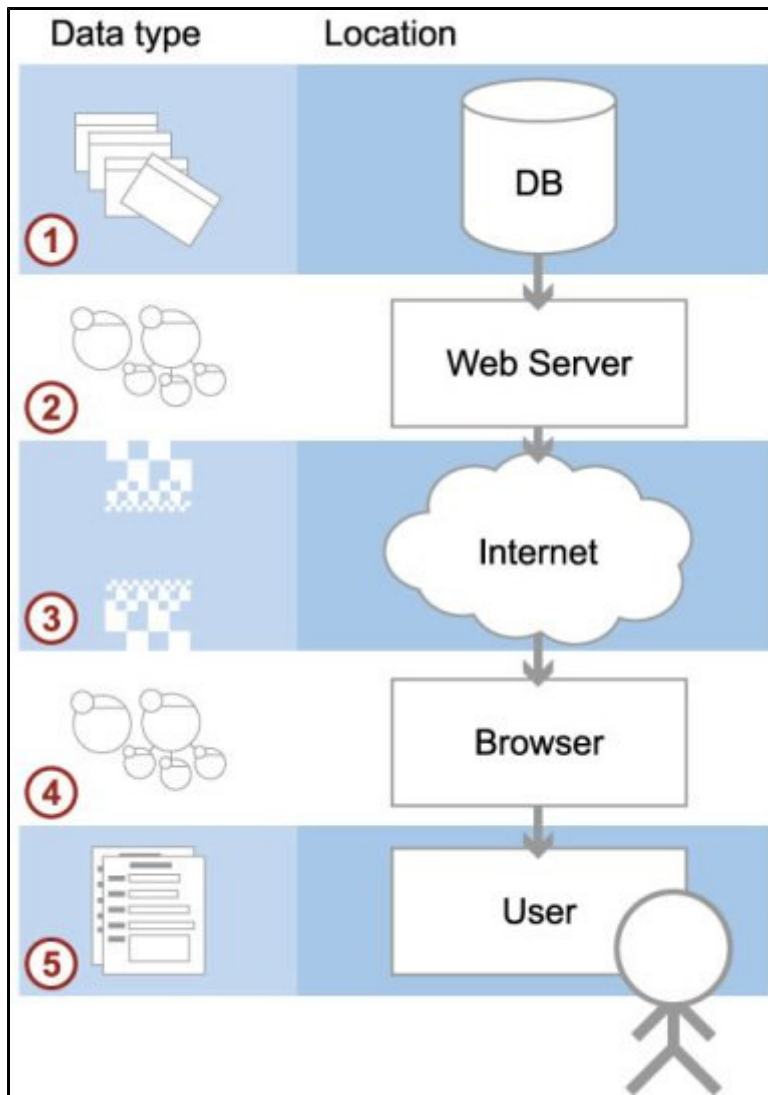 Data type Location
DB
1
Web Server
2
Internet
3
Browser
4
User
5